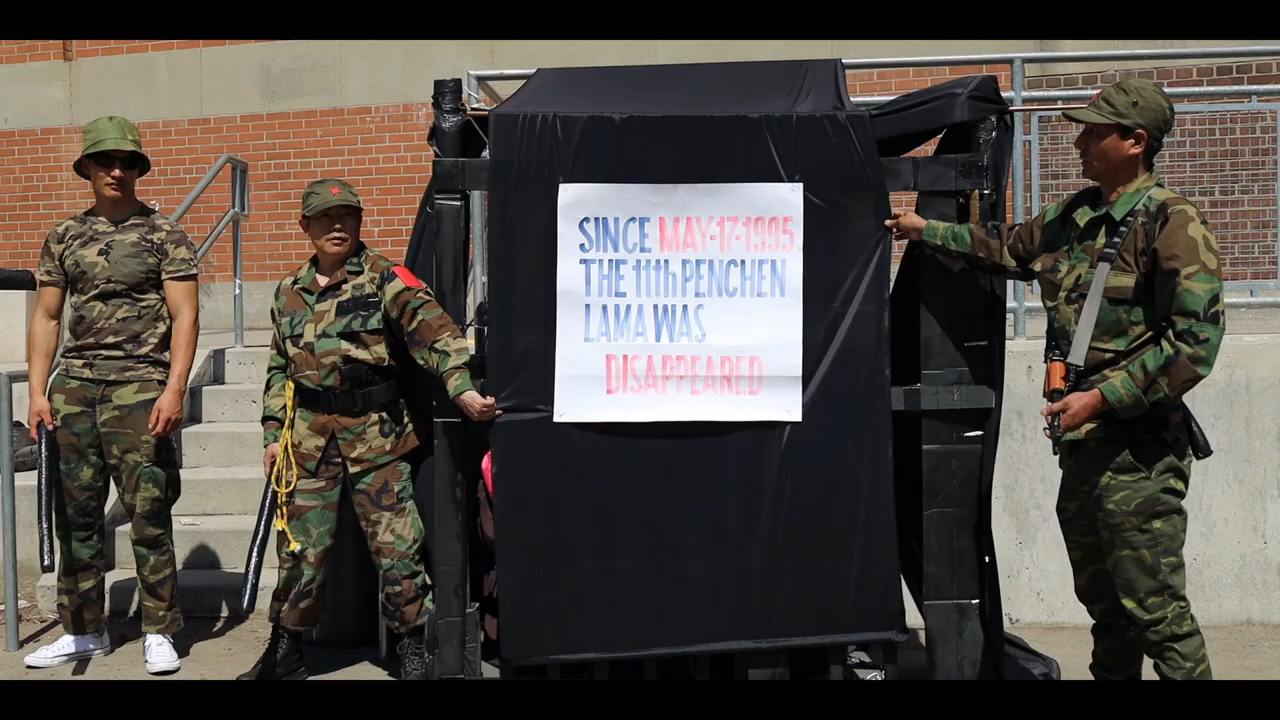 SINCE MAY-17-1995
THE 11th PENCHEN
LAMA WAS
DISAPPEARED